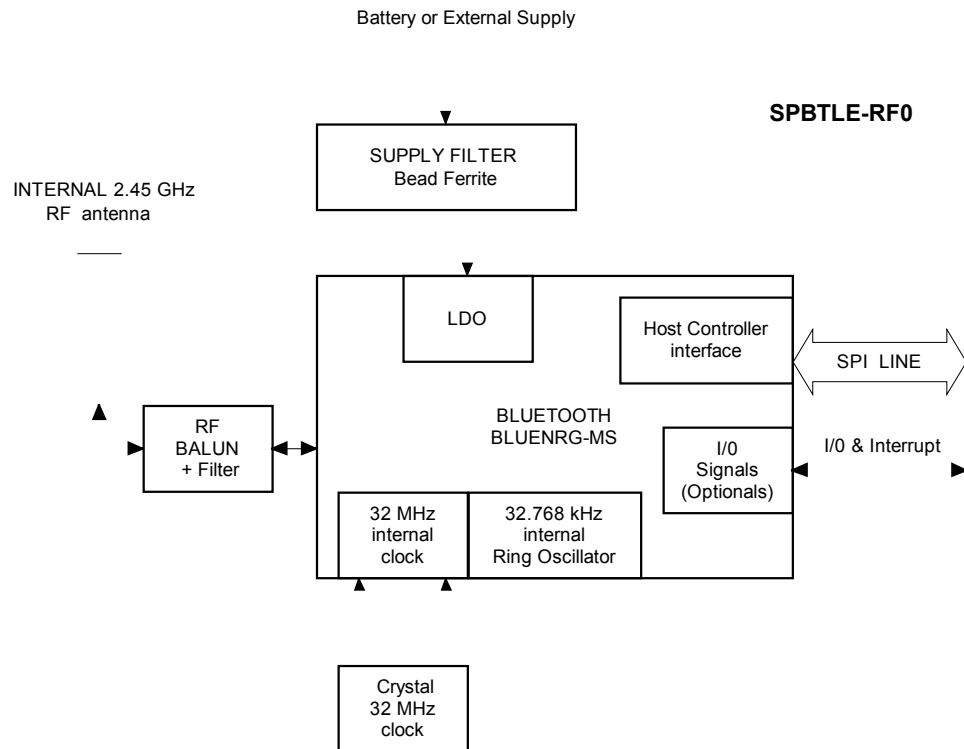 Battery or External Supply
SPBTLE-RF0
SUPPLY FILTER
Bead Ferrite
INTERNAL 2.45 GHz
RF antenna
LDO
Host Controller
interface
SPI LINE
BLUETOOTH
BLUENRG-MS
RF
BALUN
+ Filter
I/0
Signals
(Optionals)
I/0 & Interrupt
32 MHz
internal
clock
32.768 kHz
internal
Ring Oscillator
Crystal
32 MHz
clock